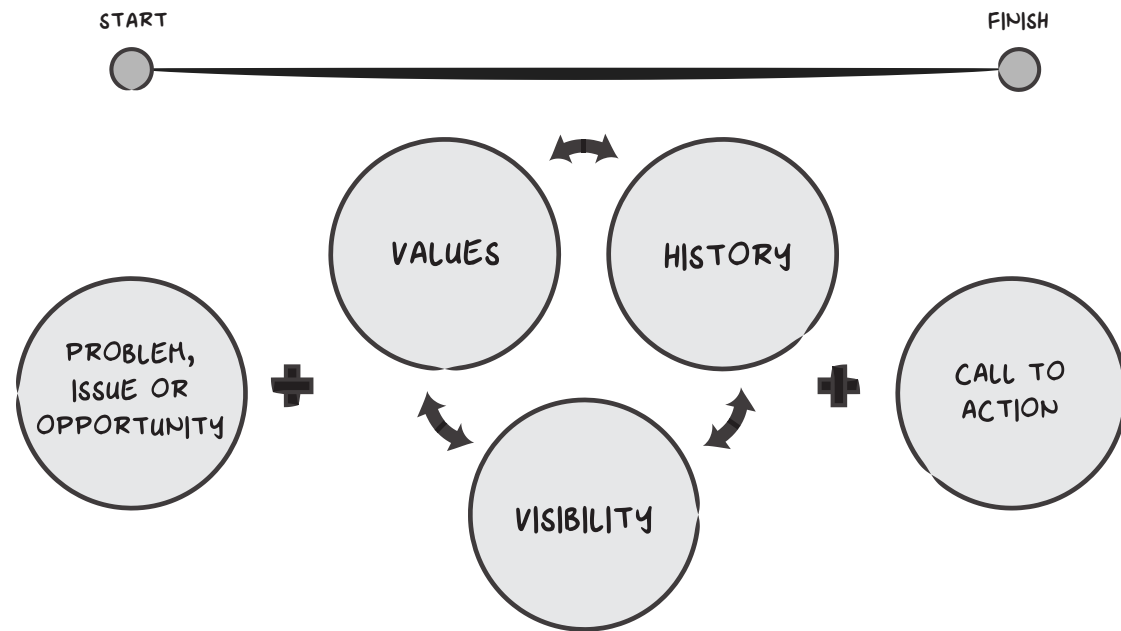 START
FINISH
VALUES
HISTORY
PROBLEM,
ISSUE OR
OPPORTUNITY
CALL TO
ACTION
VISIBILITY